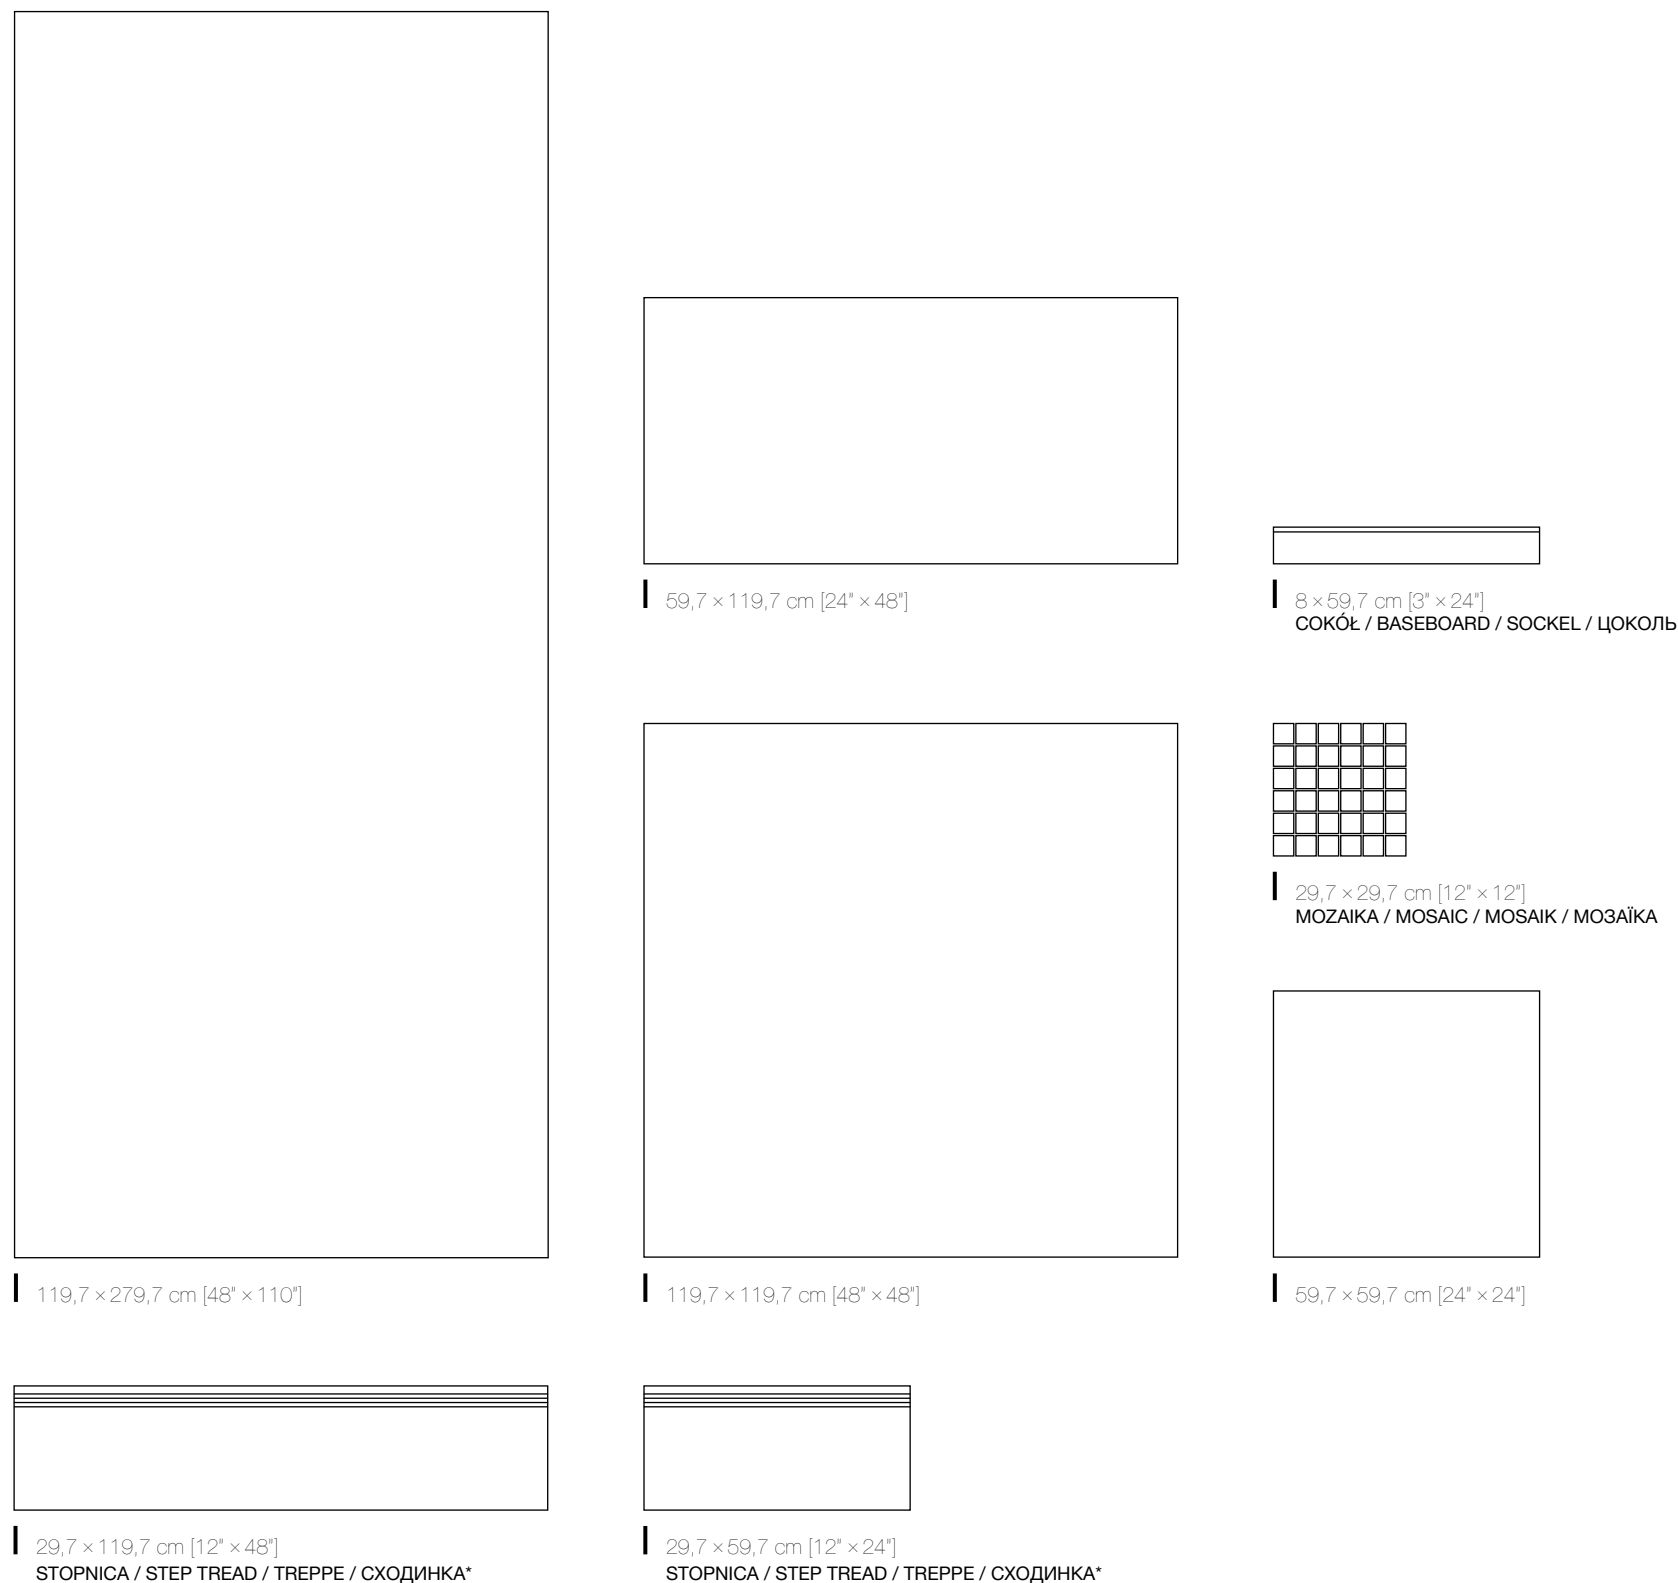 59,7 × 119,7 cm [24” × 48”]
8 × 59,7 cm [3” × 24”]
COKÓŁ / BASEBOARD / SOCKEL / ЦОКОЛЬ
29,7 × 29,7 cm [12” × 12”]
MOZAIKA / MOSAIC / MOSAIK / МОЗАЇКА
119,7 × 279,7 cm [48” × 110”]
119,7 × 119,7 cm [48” × 48”]
59,7 × 59,7 cm [24” × 24”]
29,7 × 119,7 cm [12” × 48”]
STOPNICA / STEP TREAD / TREPPE / СХОДИНКА*
29,7 × 59,7 cm [12” × 24”]
STOPNICA / STEP TREAD / TREPPE / СХОДИНКА*